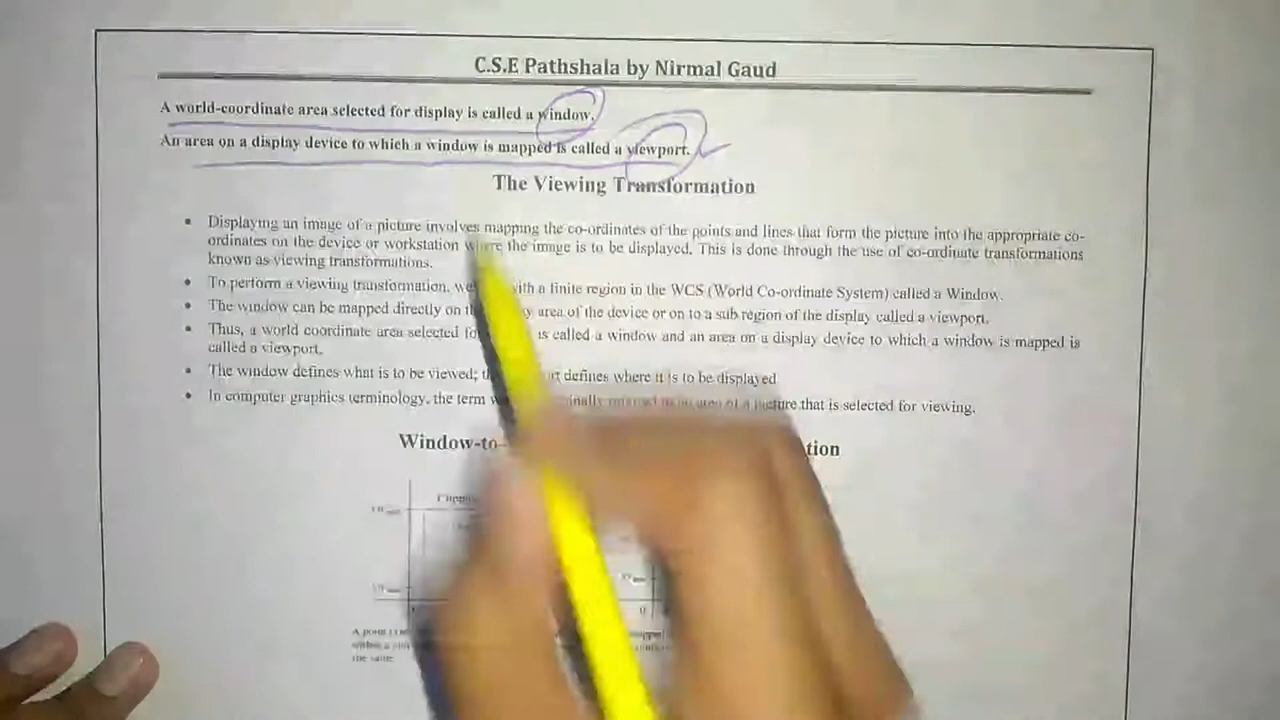 C.S.E Pathshala by Nirmal Gaud
A world-coordinate area selected for display is called a window.
An area on a display device to which a window is mapped is called a viewport.
The Viewing Transformation
• Displaying an image of a picture involves mapping the co-ordinates of the points and lines that form the picture into the appropriate co-
ordinates on the device or workstation where the image is to be displayed. This is done through the use of co-ordinate transformations
known as viewing transformations.
• To perform a viewing transformation, we with a finite region in the WCS (World Co-ordinate System) called a Window.
• The window can be mapped directly on area of the device or on to a sub region of the display called a viewport.
• Thus, a world coordinate area selected is called a window and an area on a display device to which a window is mapped is
called a viewport.
• The window defines what is to be viewed; defines where it is to be displayed
• In computer graphics terminology, the term to an area of a picture that is selected for viewing.
Window-to-
0
the same